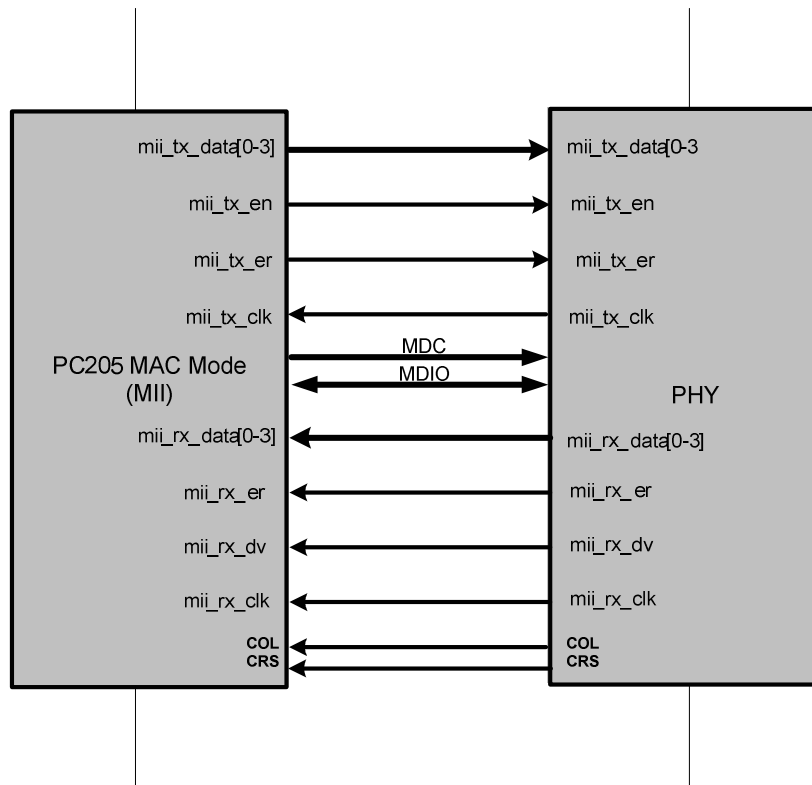 mii_tx_data[0-3]
mii_tx_data[0-3
mii_tx_en
mii_tx_en
mii_tx_er
mii_tx_er
mii_tx_clk
mii_tx_clk
MDC
PC205 MAC Mode
(MII)
MDIO
PHY
mii_rx_data[0-3]
mii_rx_data[0-3]
mii_rx_er
mii_rx_er
mii_rx_dv
mii_rx_dv
mii_rx_clk
mii_rx_clk
COL
COL
CRS
CRS